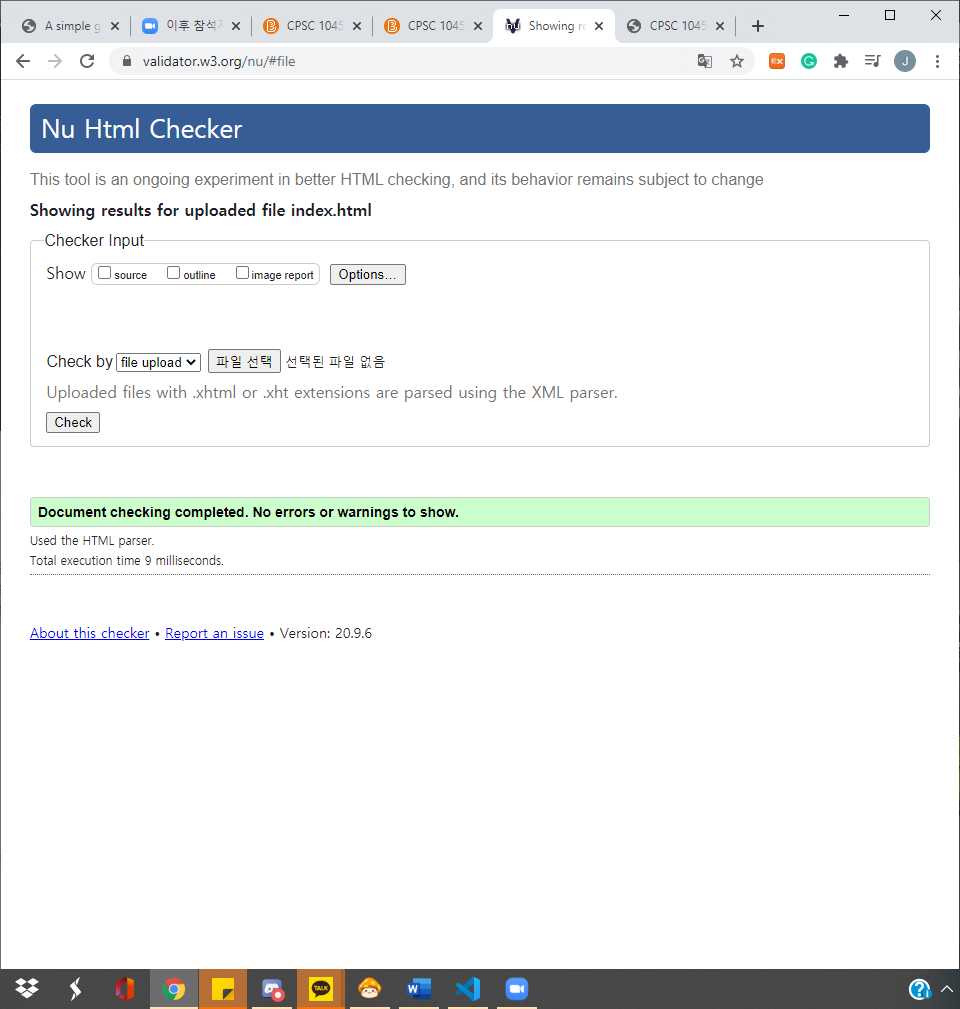 A simple g
이후 참석
CPSC 1045
CPSC 1045
Showing re
CPSC 1045
validator.w3.org/nu/#file
EX
G
J
Nu Html Checker
This tool is an ongoing experiment in better HTML checking, and its behavior remains subject to change
Showing results for uploaded file index.html
Checker Input
Show source outline image report Options...
Check by file upload 파일 선택 선택된 파일 없음
Uploaded files with .xhtml or .xht extensions are parsed using the XML parser.
Check
Document checking completed. No errors or warnings to show.
Used the HTML parser.
Total execution time 9 milliseconds.
About this checker • Report an issue • Version: 20.9.6
TALK